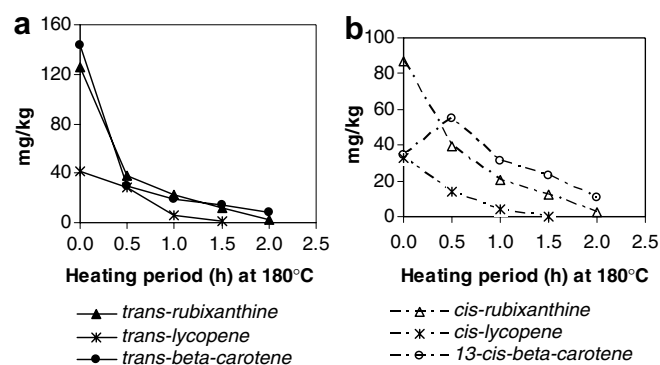 a
160
120
80
40
0
mg/kg
0.0 0.5 1.0 1.5 2.0 2.5
Heating period (h) at 180°C
trans-rubixanthine
trans-lycopene
trans-beta-carotene
b
100
80
60
40
20
0
mg/kg
0.0 0.5 1.0 1.5 2.0 2.5
Heating period (h) at 180°C
cis-rubixanthine
cis-lycopene
13-cis-beta-carotene